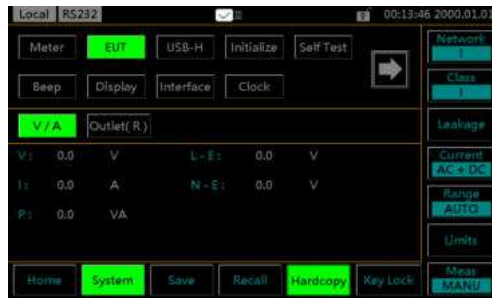 Local RS232 00:13:46 2000.01.01
Meter EUT USB-H Initialize Self Test
Beep Display Interface Clock
V / A Outlet( R )
V : 0.0 V L - E : 0.0 V
I : 0.0 A N - E : 0.0 V
P : 0.0 VA
Network
I
Class
I
Leakage
Current
AC + DC
Range
AUTO
Limits
Meas
MANU
Home System Save Recall Hardcopy Key Lock